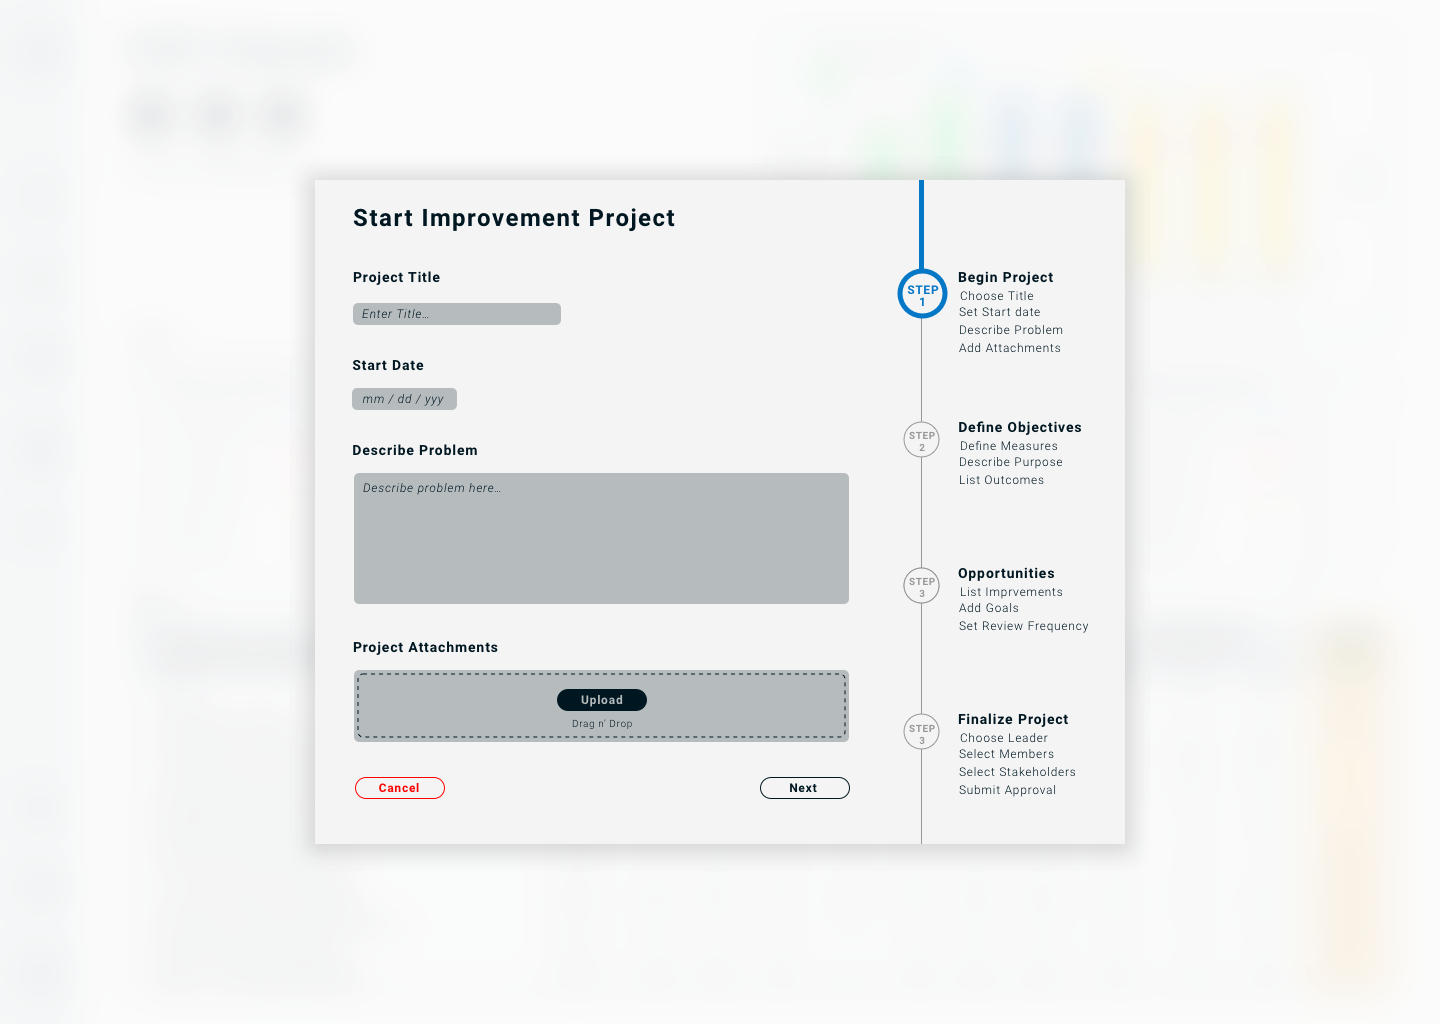 Start Improvement Project
Project Title
Enter Title...
Start Date
mm / dd / yyy
Describe Problem
Describe problem here...
Project Attachments
Upload
Drag n' Drop
Cancel
Next
STEP
1
Begin Project
Choose Title
Set Start date
Describe Problem
Add Attachments
STEP
2
Define Objectives
Define Measures
Describe Purpose
List Outcomes
STEP
3
Opportunities
List Imprvements
Add Goals
Set Review Frequency
STEP
3
Finalize Project
Choose Leader
Select Members
Select Stakeholders
Submit Approval